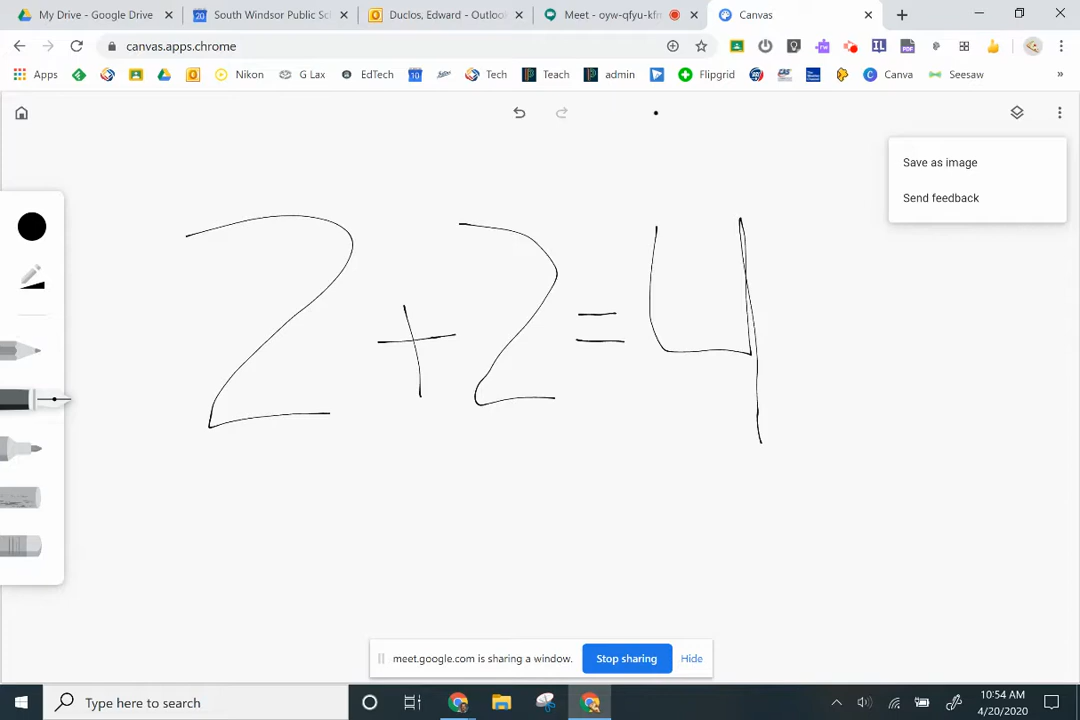 My Drive - Google Drive
South Windsor Public Sc
Duclos, Edward - Outloo
Meet - oyw-qfyu-kfm
Canvas
canvas.apps.chrome
Apps
Nikon
G Lax
EdTech
10
Tech
Teach
admin
Flipgrid
Canva
Seesaw
»
Save as image
Send feedback
2+2=4
meet.google.com is sharing a window.
Stop sharing
Hide
Type here to search
10:54 AM
4/20/2020